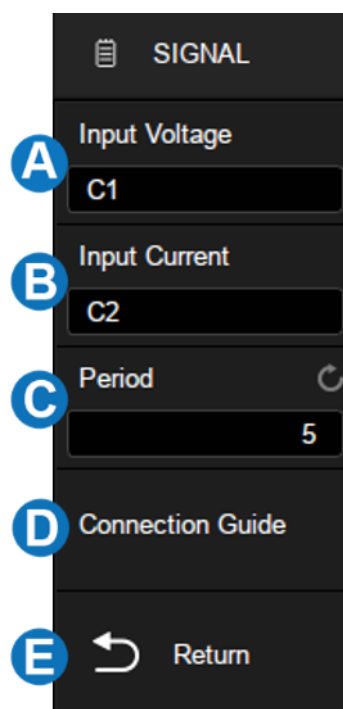 SIGNAL
A
Input Voltage
C1
B
Input Current
C2
C
Period
5
D
Connection Guide
E
Return